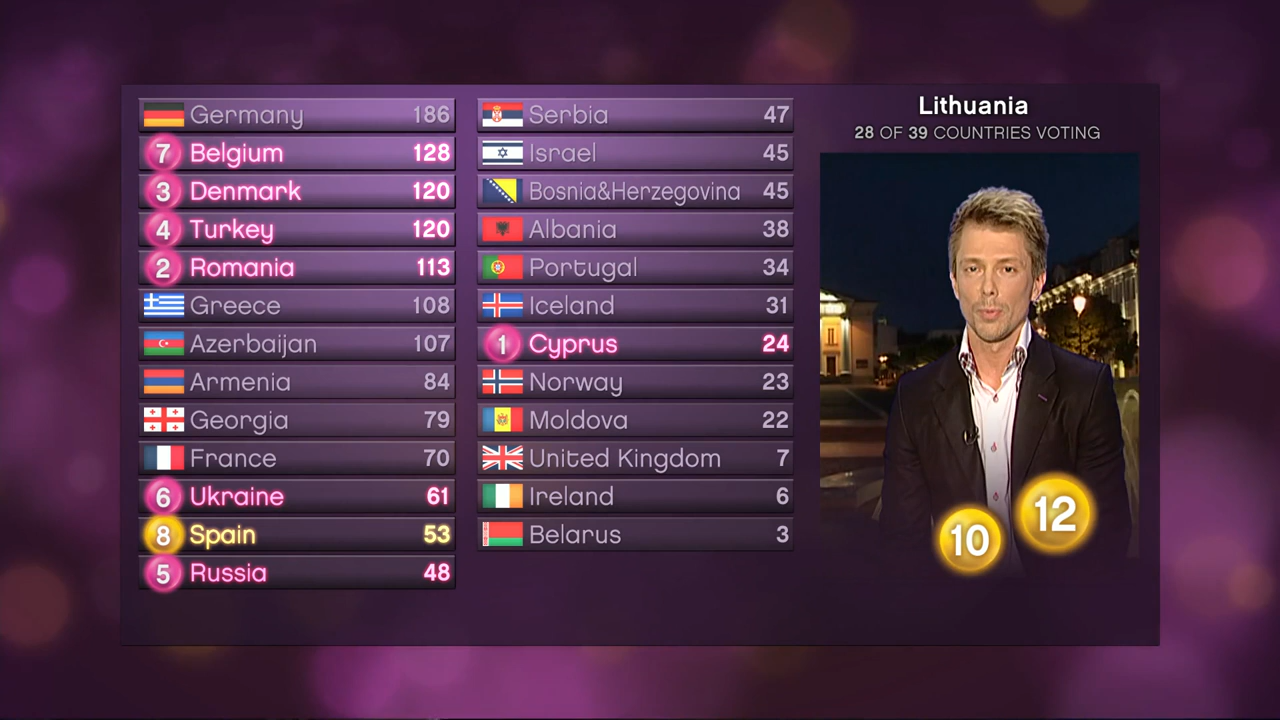 Germany 186
7 Belgium 128
3 Denmark 120
4 Turkey 120
2 Romania 113
Greece 108
Azerbaijan 107
Armenia 84
Georgia 79
France 70
6 Ukraine 61
8 Spain 53
5 Russia 48
Serbia 47
Israel 45
Bosnia&Herzegovina 45
Albania 38
Portugal 34
Iceland 31
1 Cyprus 24
Norway 23
Moldova 22
United Kingdom 7
Ireland 6
Belarus 3
Lithuania
28 OF 39 COUNTRIES VOTING
10
12